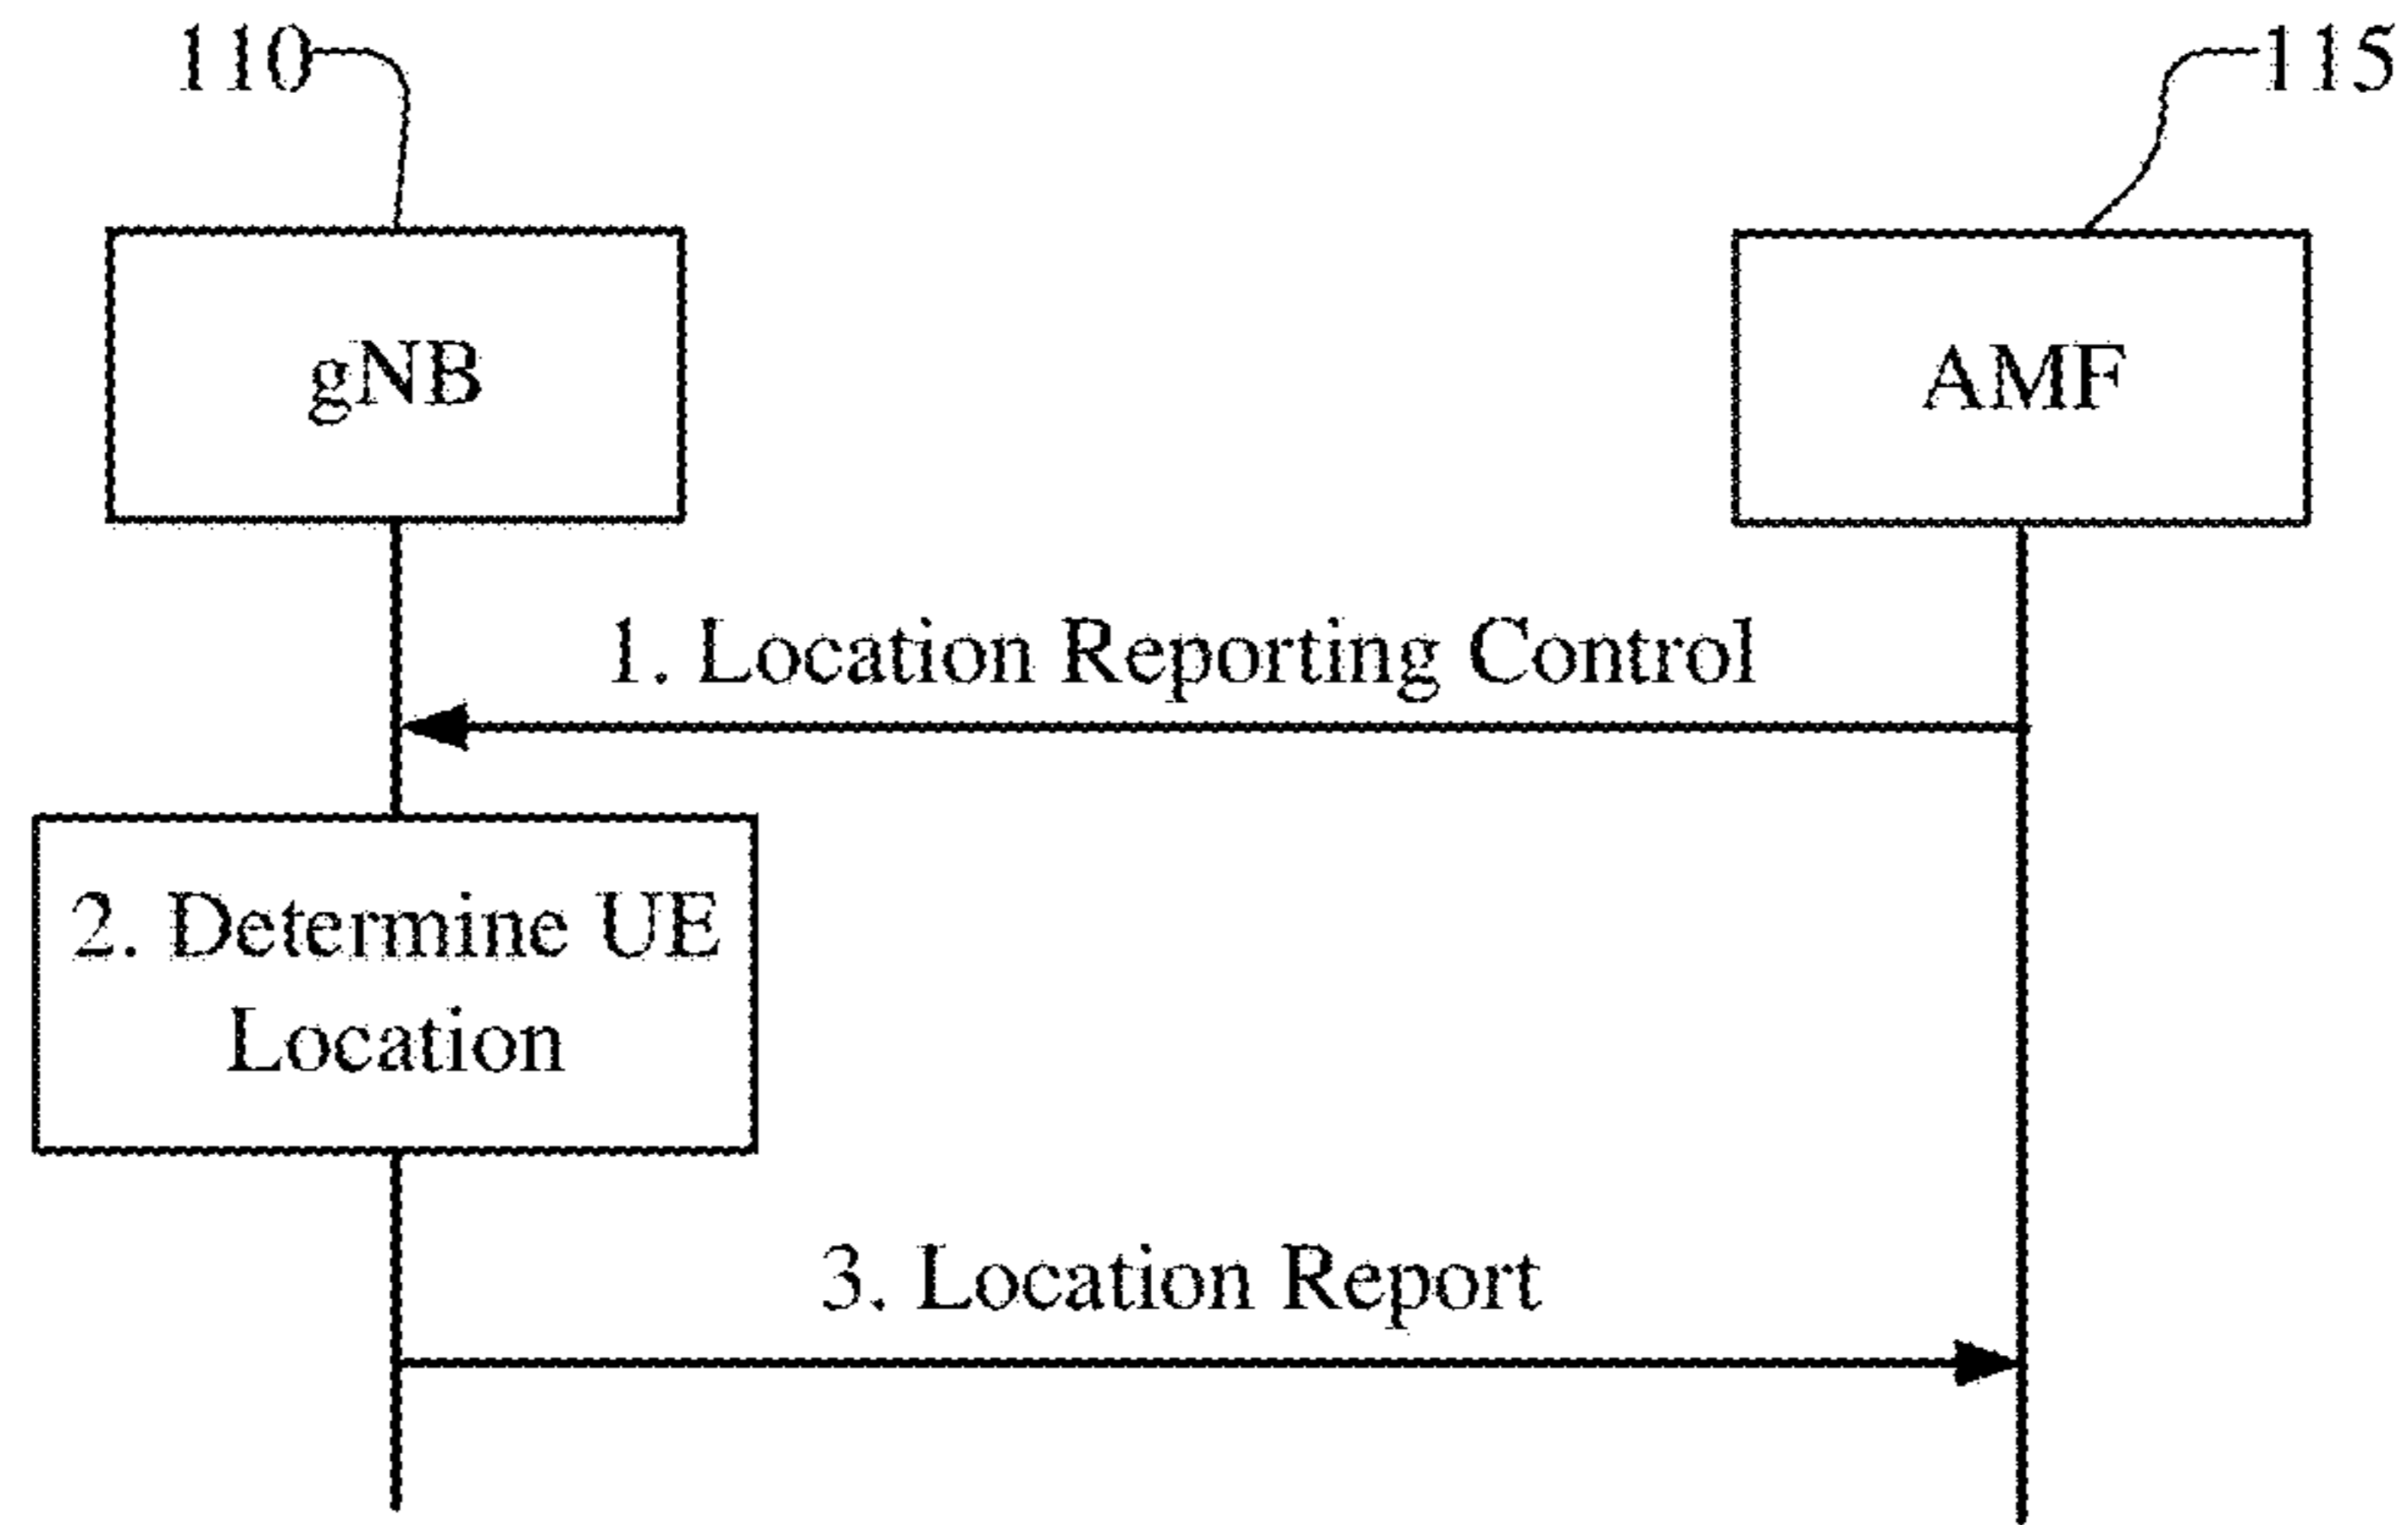 110
115
gNB
AMF
1. Location Reporting Control
2. Determine UE
Location
3. Location Report